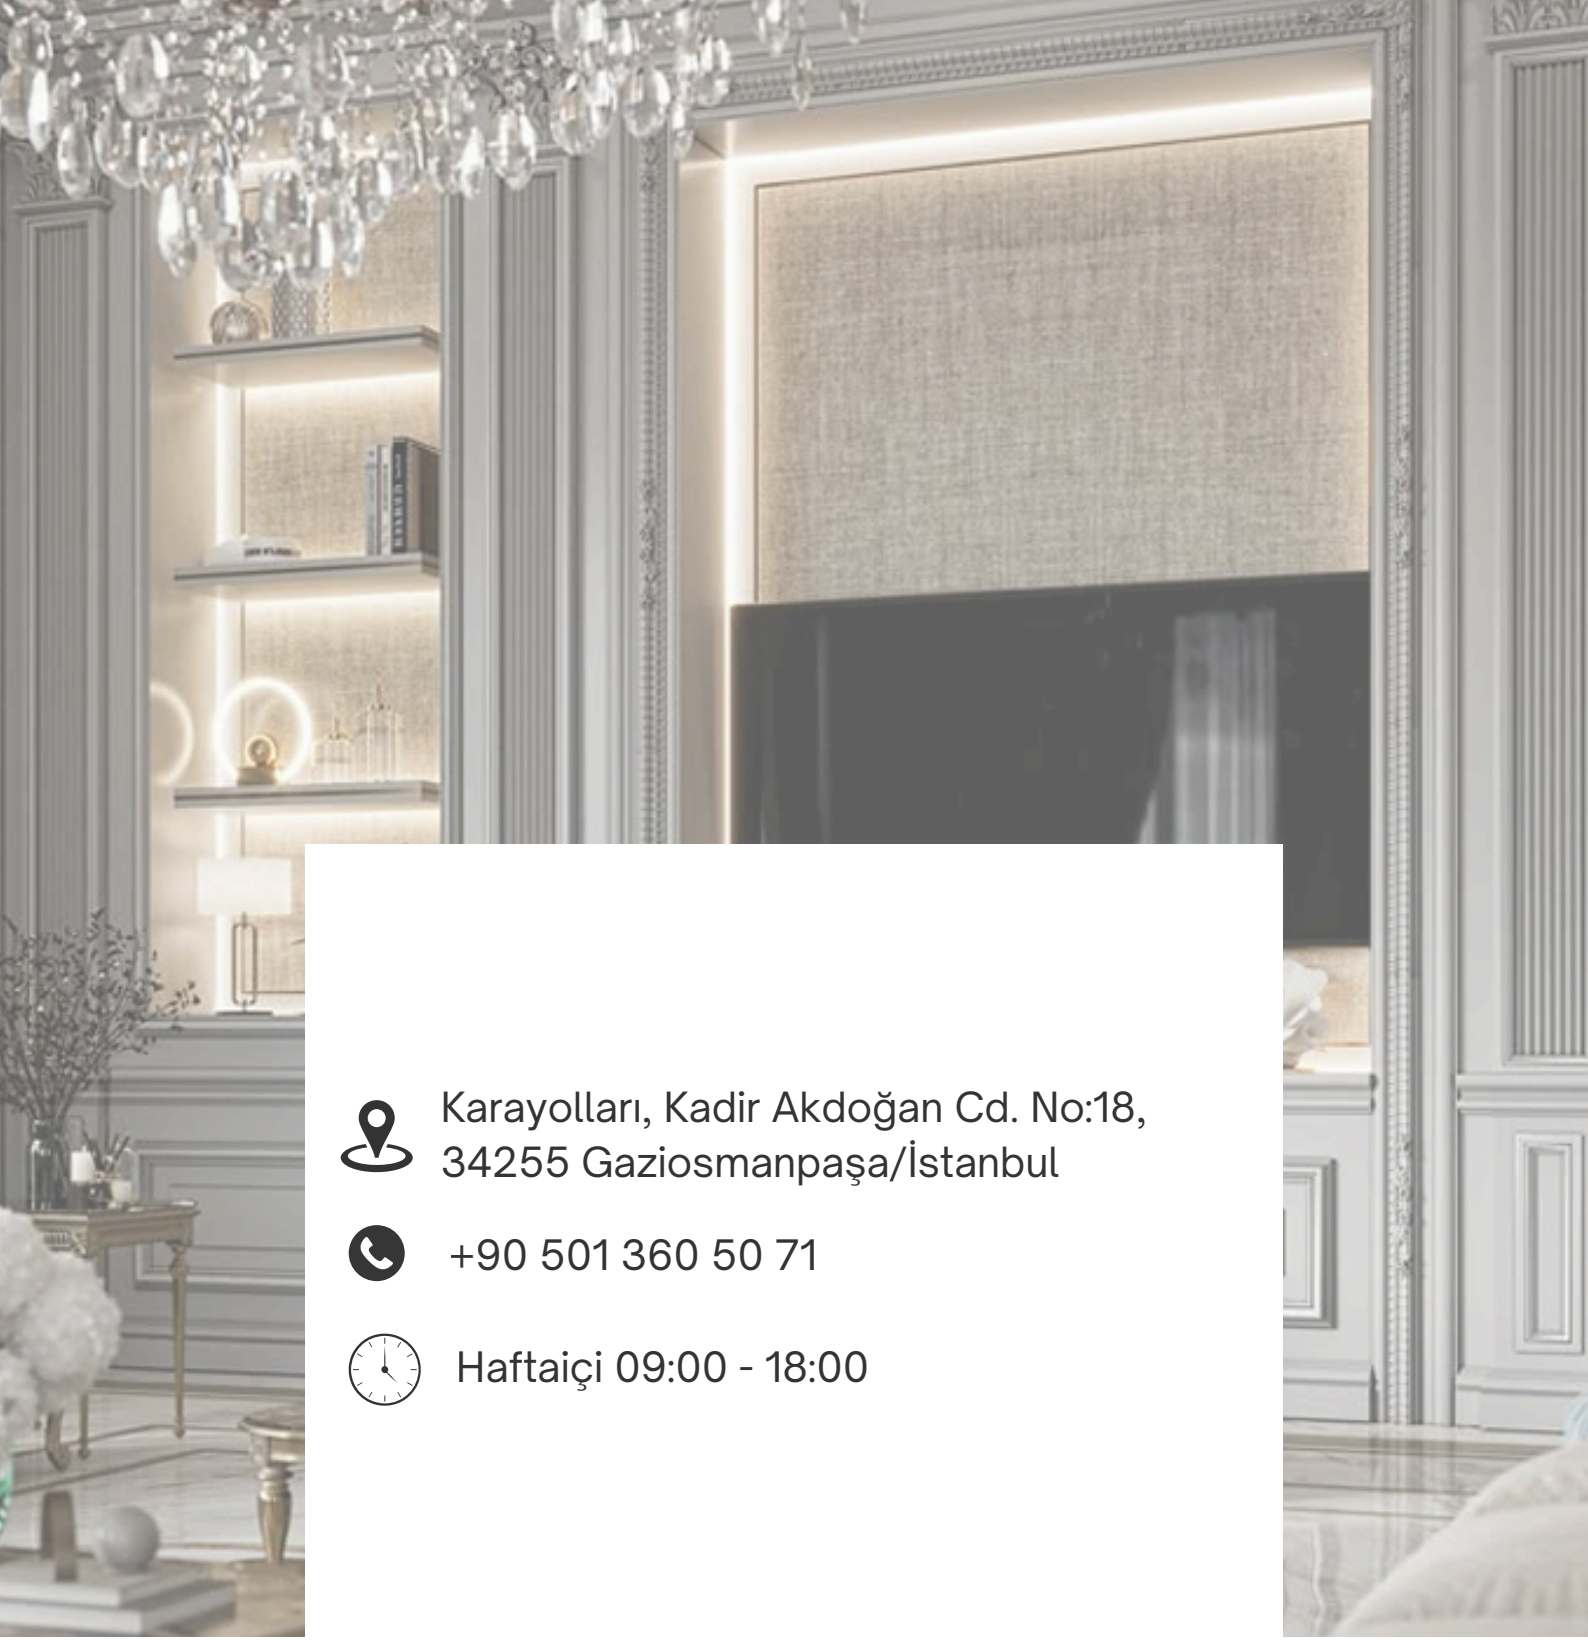 Karayolları, Kadir Akdoğan Cd. No:18,
34255 Gaziosmanpaşa/İstanbul
+90 501 360 50 71
Haftaiçi 09:00 - 18:00